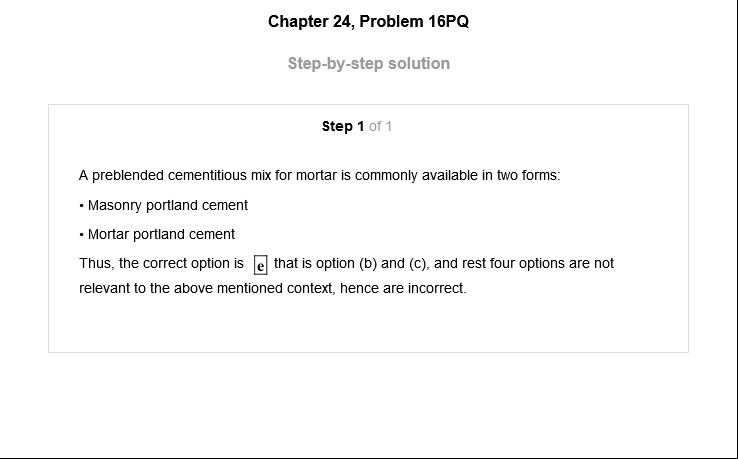 Chapter 24, Problem 16PQ
Step-by-step solution
Step 1 of 1
A preblended cementitious mix for mortar is commonly available in two forms:
• Masonry portland cement
• Mortar portland cement
Thus, the correct option is e that is option (b) and (c), and rest four options are not
relevant to the above mentioned context, hence are incorrect.